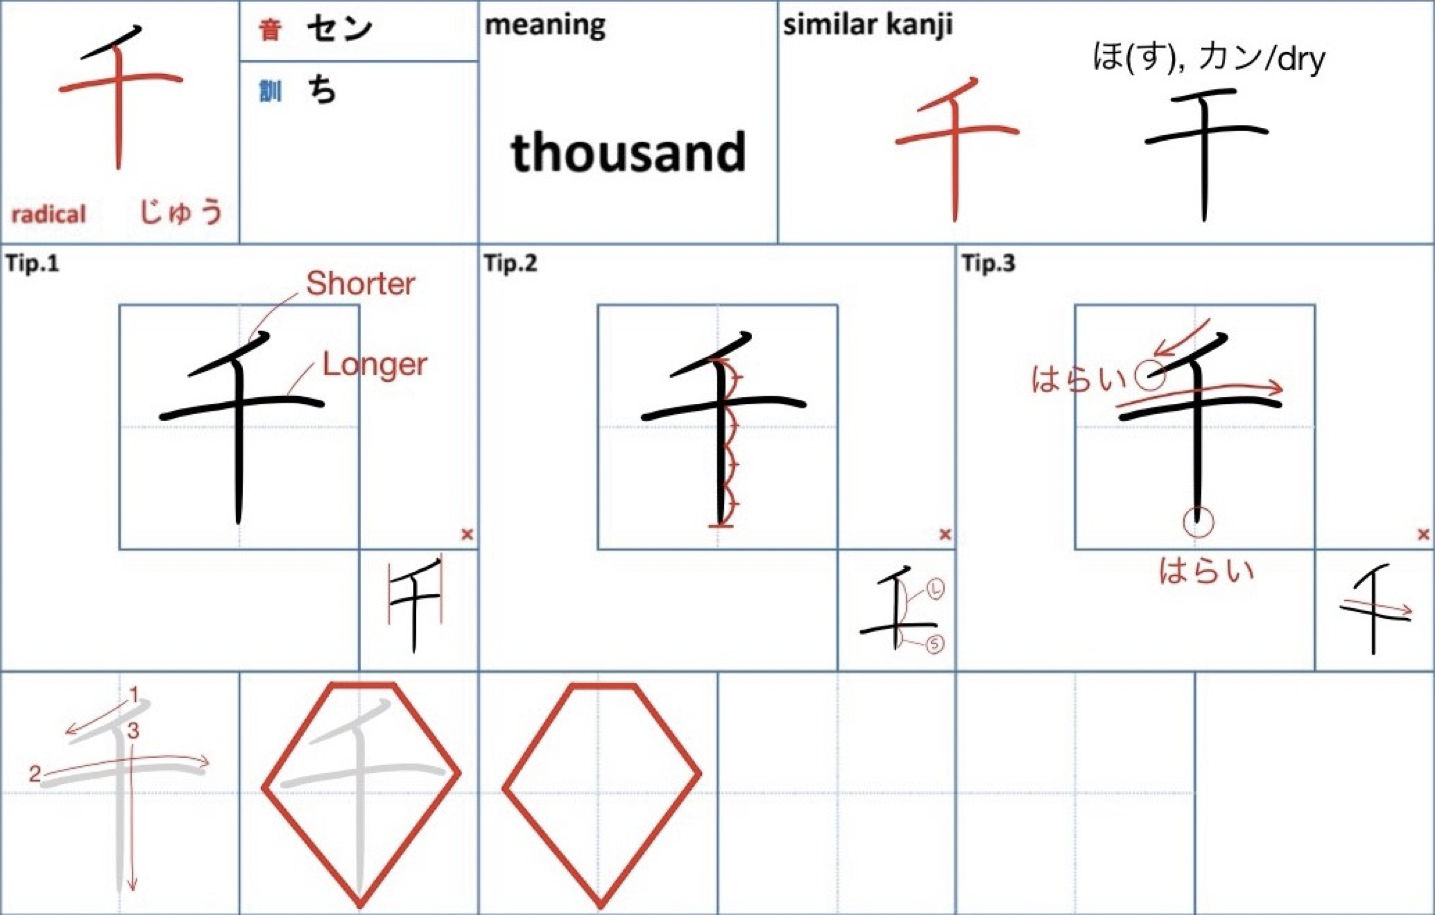 千
音 セン
訓 ち
radical じゅう
meaning
thousand
similar kanji
ほ(す), カン/dry
千 干
Tip.1
Shorter
Longer
千
×
千
Tip.2
千
×
千
L
S
Tip.3
はらい
千
はらい
×
千
1
2
3
千
千